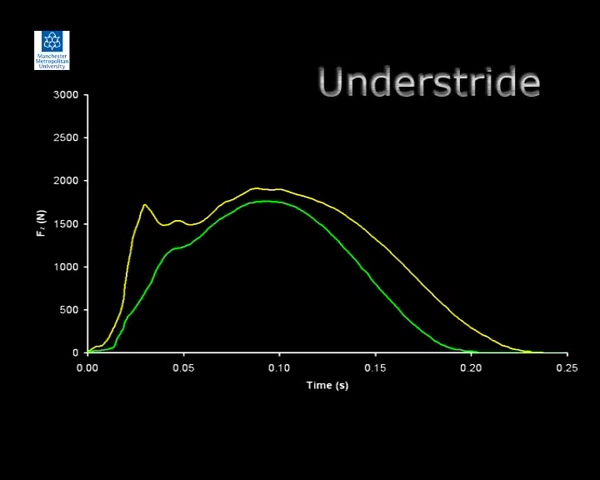 Manchester
Metropolitan
University
Understride
3000
2500
2000
1500
1000
500
0
Fz (N)
0.00 0.05 0.10 0.15 0.20 0.25
Time (s)